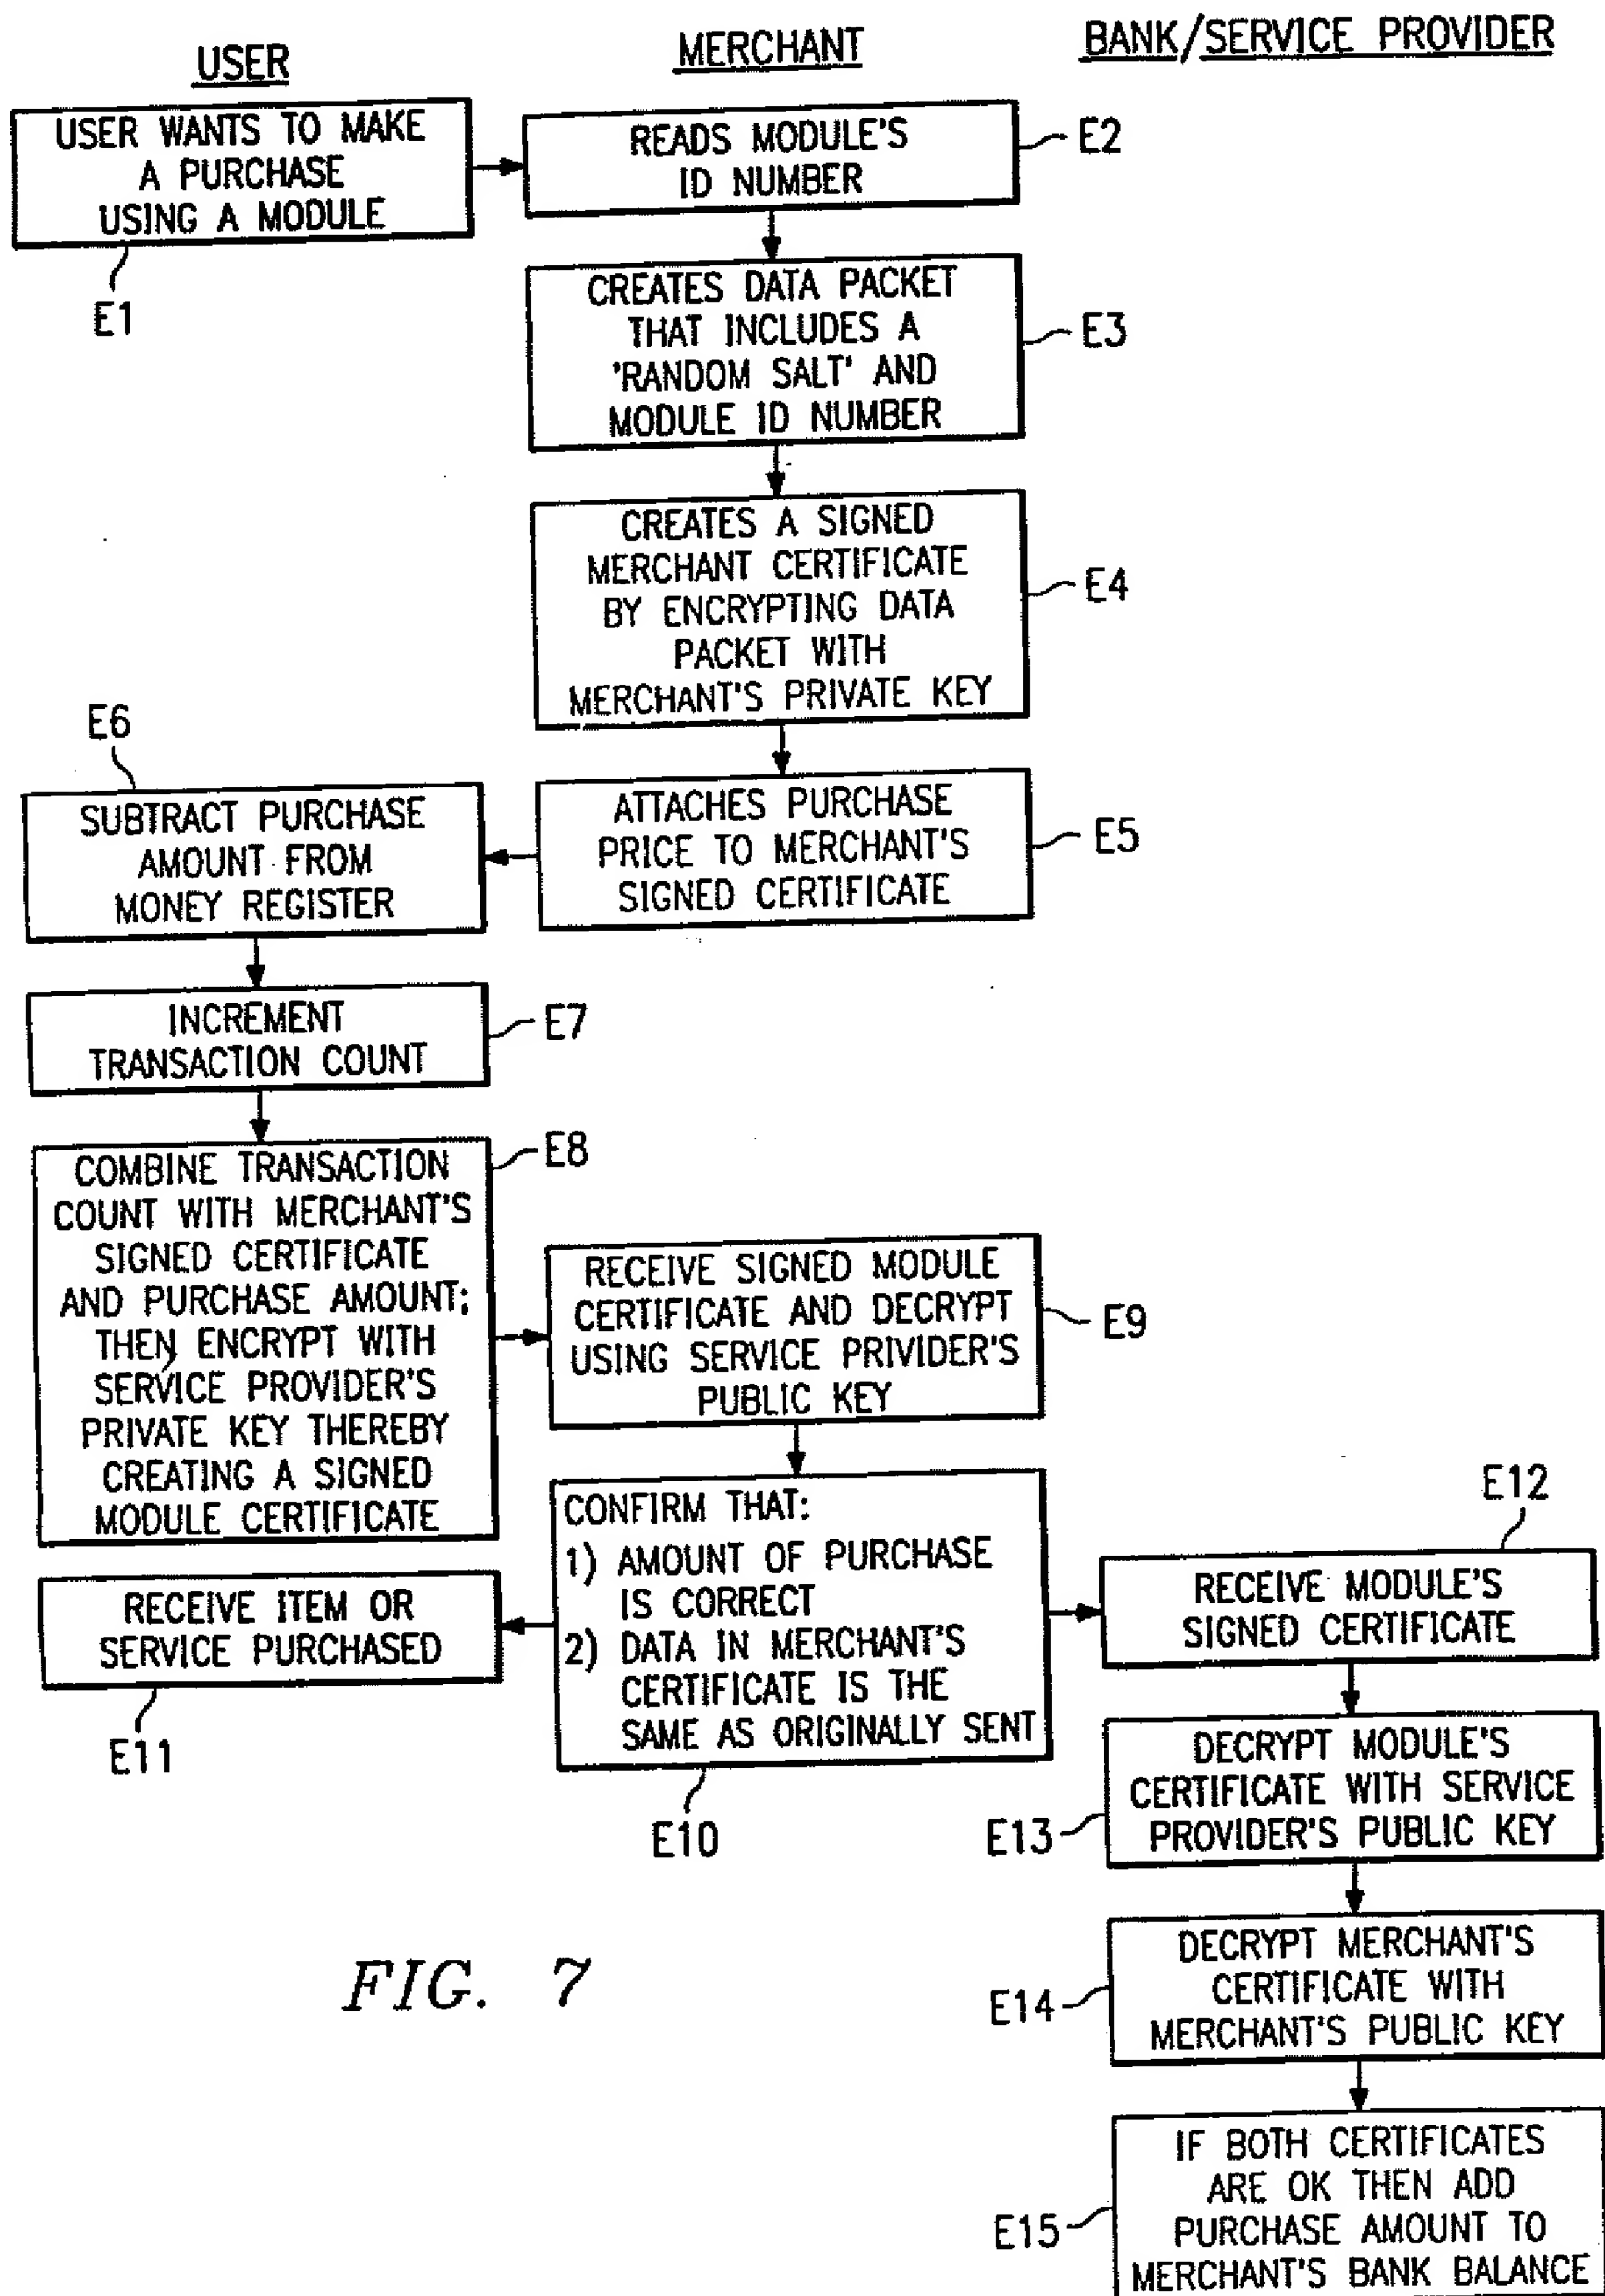 USER
MERCHANT
BANK/SERVICE PROVIDER
USER WANTS TO MAKE
A PURCHASE
USING A MODULE
E1
READS MODULE'S
ID NUMBER
E2
CREATES DATA PACKET
THAT INCLUDES A
'RANDOM SALT' AND
MODULE ID NUMBER
E3
CREATES A SIGNED
MERCHANT CERTIFICATE
BY ENCRYPTING DATA
PACKET WITH
MERCHANT'S PRIVATE KEY
E4
ATTACHES PURCHASE
PRICE TO MERCHANT'S
SIGNED CERTIFICATE
E5
E6
SUBTRACT PURCHASE
AMOUNT FROM
MONEY REGISTER
INCREMENT
TRANSACTION COUNT
E7
COMBINE TRANSACTION
COUNT WITH MERCHANT'S
SIGNED CERTIFICATE
AND PURCHASE AMOUNT;
THEN ENCRYPT WITH
SERVICE PROVIDER'S
PRIVATE KEY THEREBY
CREATING A SIGNED
MODULE CERTIFICATE
E8
RECEIVE SIGNED MODULE
CERTIFICATE AND DECRYPT
USING SERVICE PRIVIDER'S
PUBLIC KEY
E9
CONFIRM THAT:
1) AMOUNT OF PURCHASE
IS CORRECT
2) DATA IN MERCHANT'S
CERTIFICATE IS THE
SAME AS ORIGINALLY SENT
E10
RECEIVE ITEM OR
SERVICE PURCHASED
E11
E12
RECEIVE MODULE'S
SIGNED CERTIFICATE
DECRYPT MODULE'S
CERTIFICATE WITH SERVICE
PROVIDER'S PUBLIC KEY
E13
DECRYPT MERCHANT'S
CERTIFICATE WITH
MERCHANT'S PUBLIC KEY
E14
IF BOTH CERTIFICATES
ARE OK THEN ADD
PURCHASE AMOUNT TO
MERCHANT'S BANK BALANCE
E15
FIG. 7